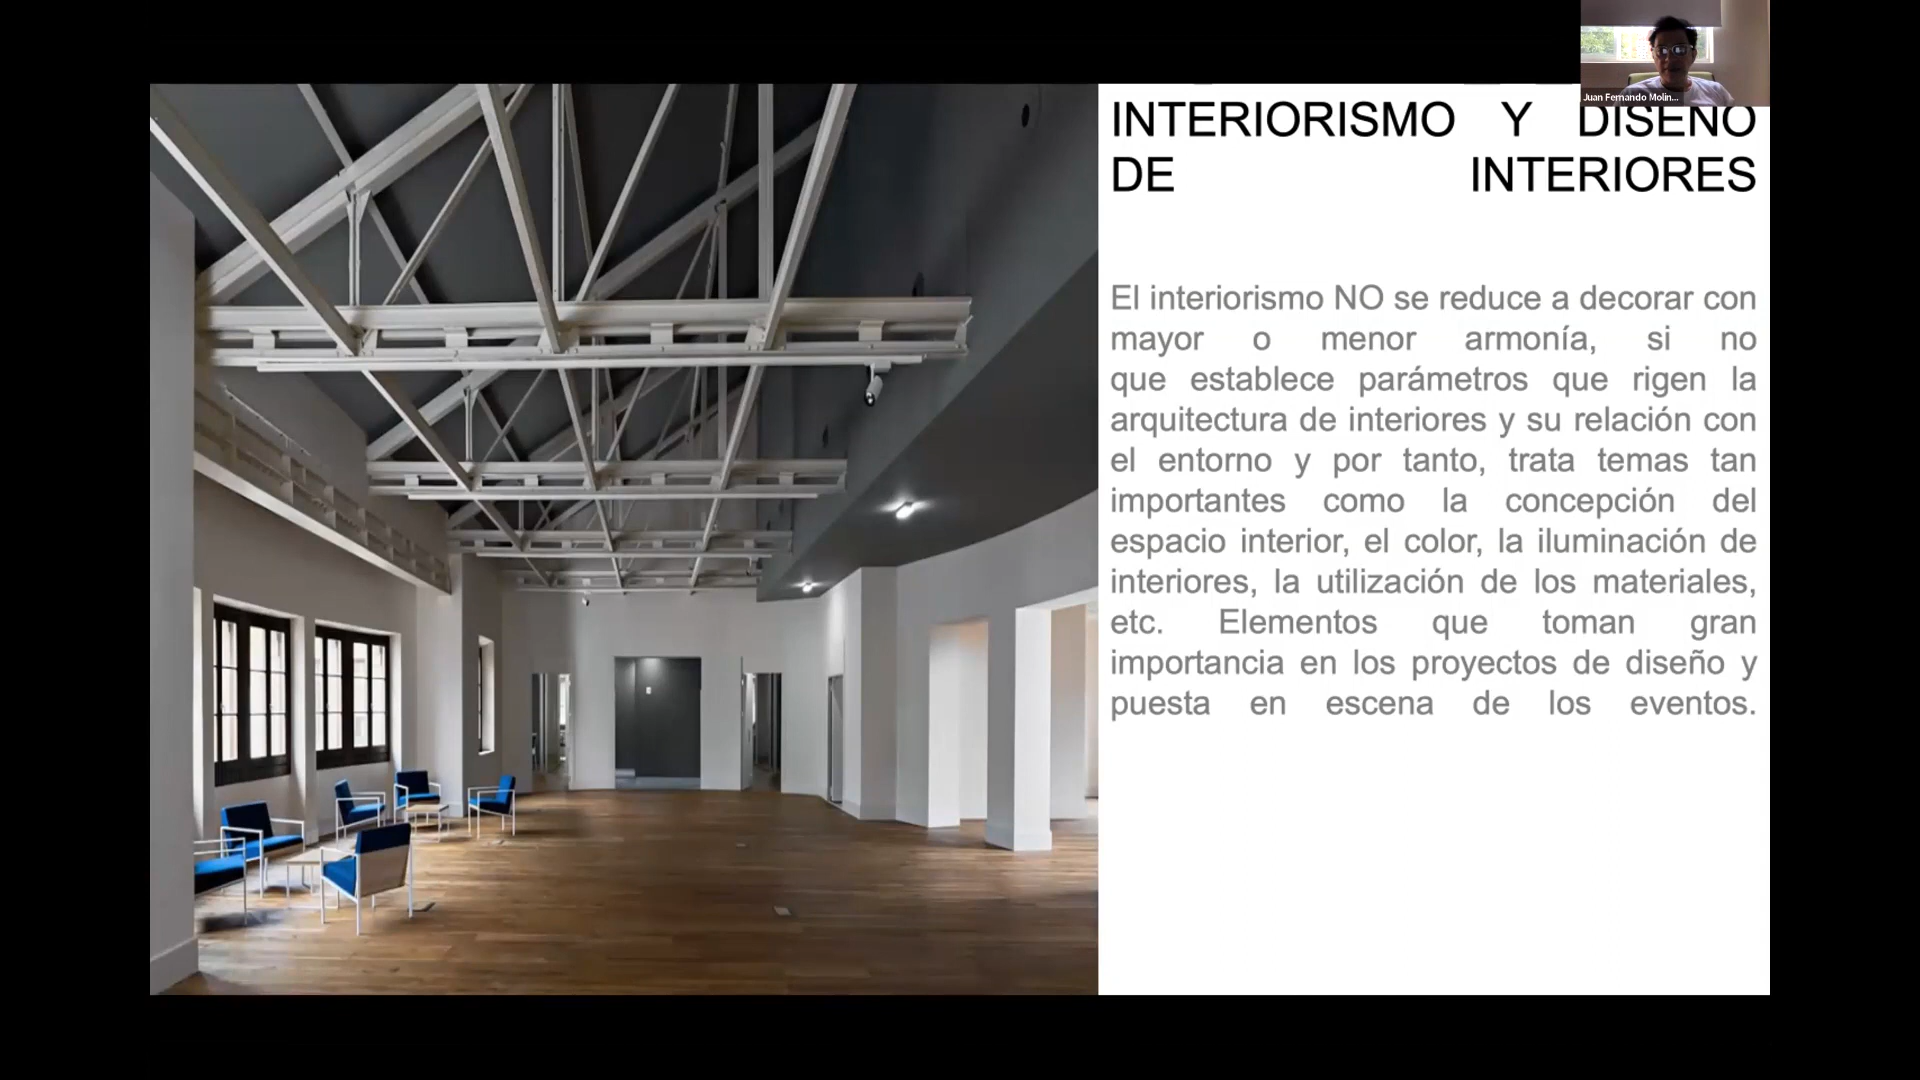 Juan Fernando Molin...
INTERIORISMO Y DISEÑO
DE INTERIORES
El interiorismo NO se reduce a decorar con
mayor o menor armonía, si no
que establece parámetros que rigen la
arquitectura de interiores y su relación con
el entorno y por tanto, trata temas tan
importantes como la concepción del
espacio interior, el color, la iluminación de
interiores, la utilización de los materiales,
etc. Elementos que toman gran
importancia en los proyectos de diseño y
puesta en escena de los eventos.